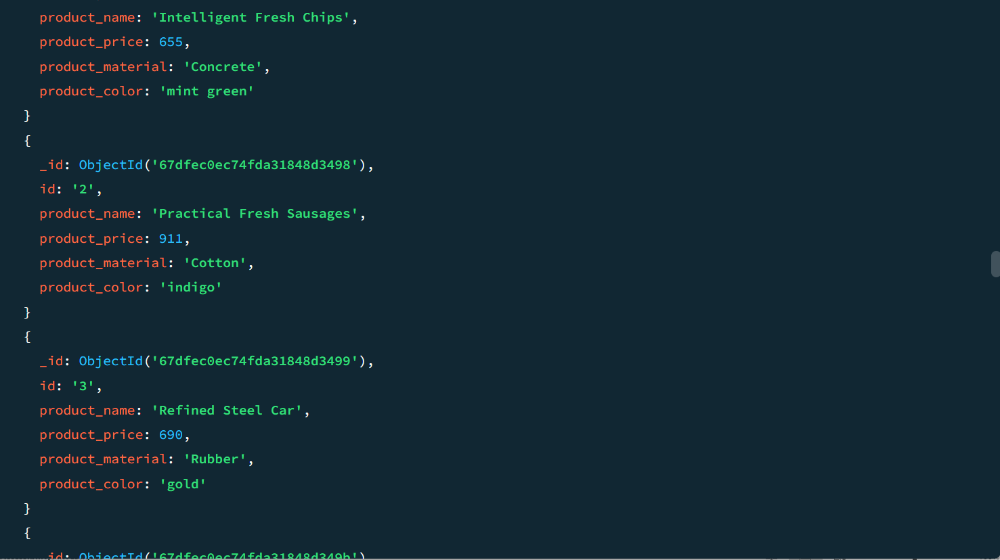 product_name: 'Intelligent Fresh Chips',
product_price: 655,
product_material: 'Concrete',
product_color: 'mint green'
}
{
_id: ObjectId('67dfec0ec74fda31848d3498'),
id: '2',
product_name: 'Practical Fresh Sausages',
product_price: 911,
product_material: 'Cotton',
product_color: 'indigo'
}
{
_id: ObjectId('67dfec0ec74fda31848d3499'),
id: '3',
product_name: 'Refined Steel Car',
product_price: 690,
product_material: 'Rubber',
product_color: 'gold'
}
{
_id: ObjectId('67dfec0ec74fda31848d349b')